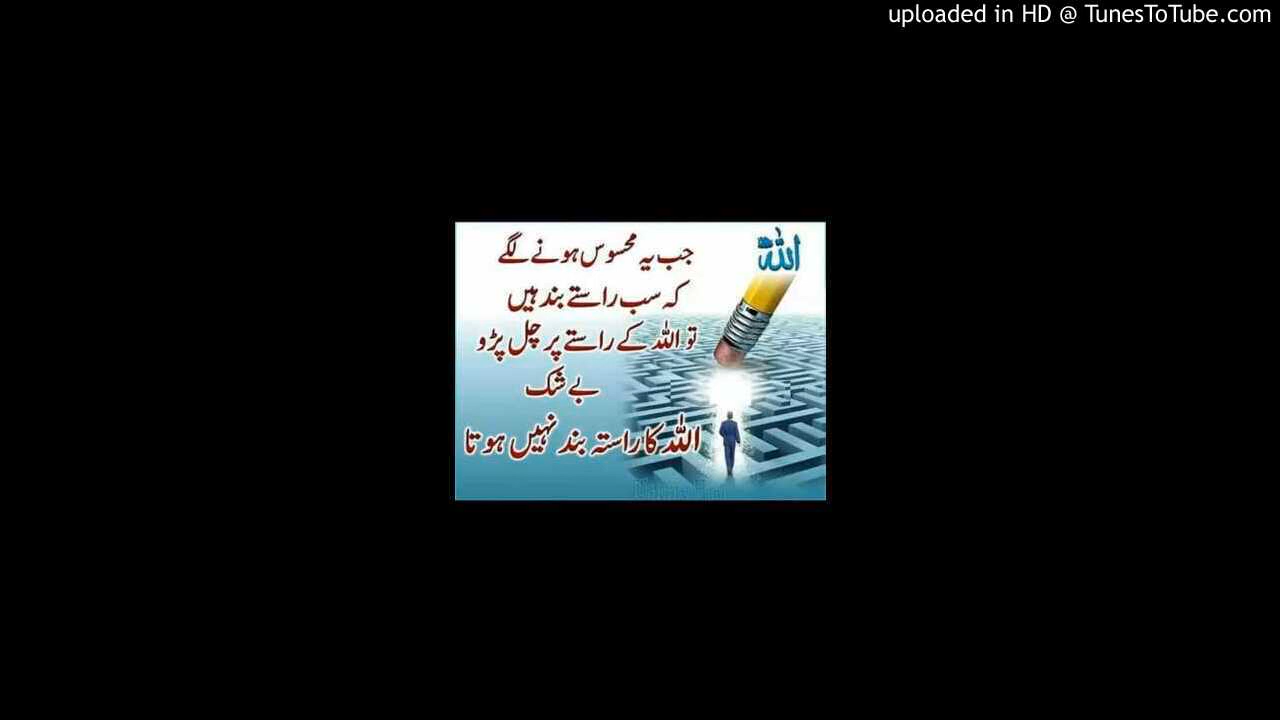 uploaded in HD @ TunesToTube.com
اللہ
جب یہ محسوس ہونے لگے
کہ سب راستے بند ہیں
تو اللہ کے راستے پر چل پڑو
بے شک
اللہ کا راستہ بند نہیں ہوتا